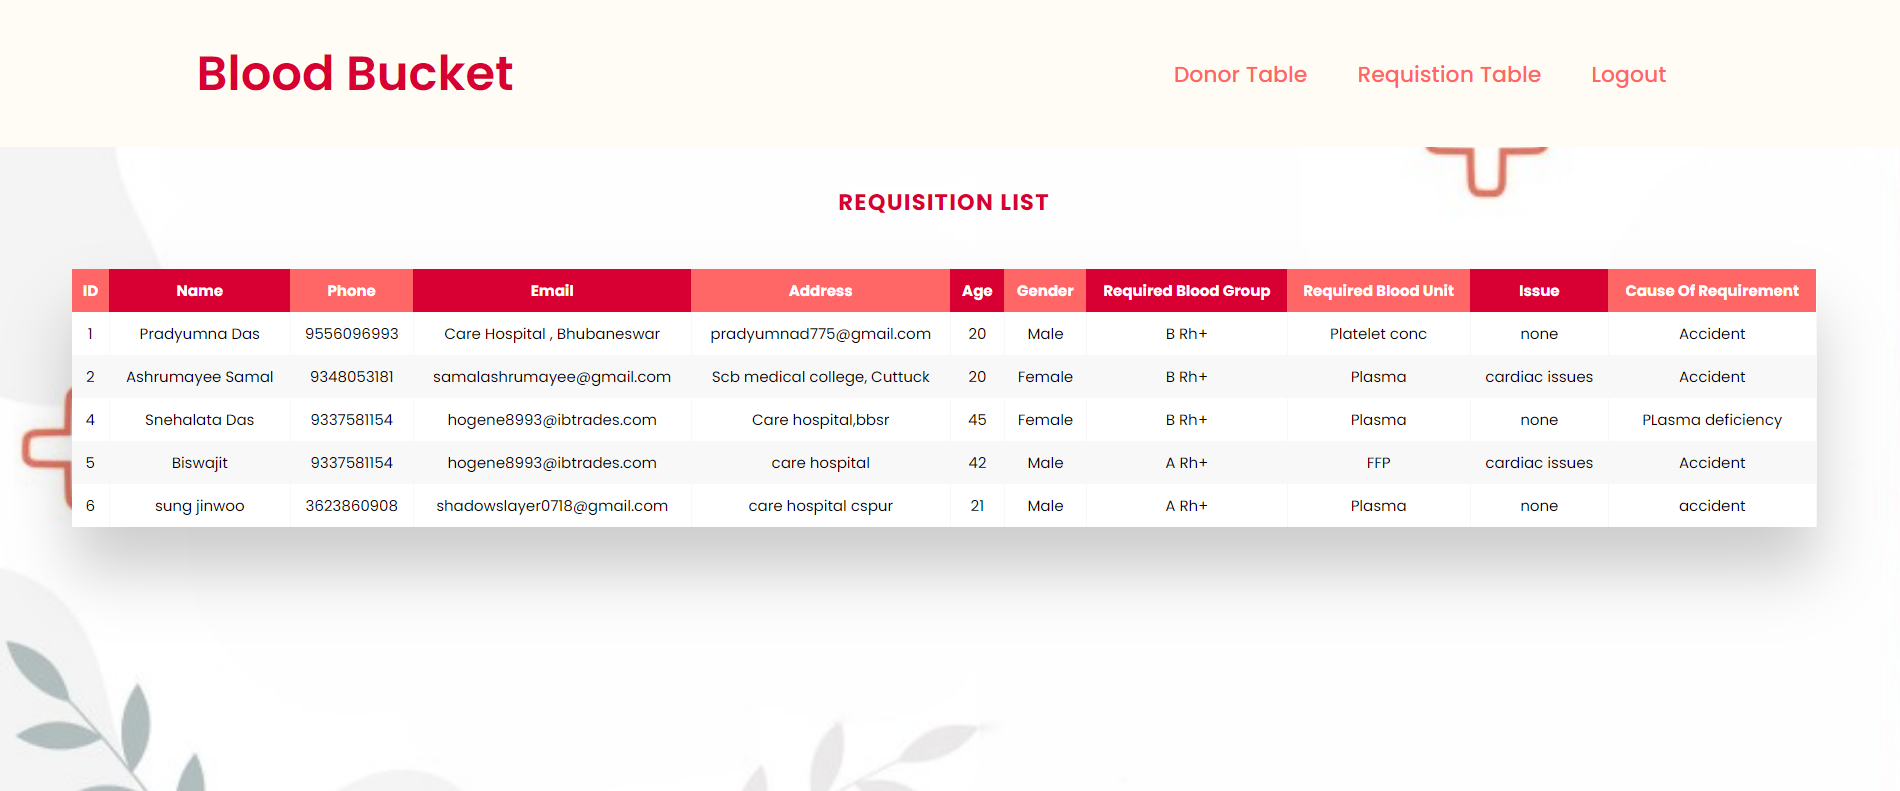 Blood Bucket Donor Table Requistion Table Logout
REQUISITION LIST
ID Name Phone Email Address Age Gender Required Blood Group Required Blood Unit Issue Cause Of Requirement
1 Pradyumna Das 9556096993 Care Hospital , Bhubaneswar pradyumnad775@gmail.com 20 Male B Rh+ Platelet conc none Accident
2 Ashrumayee Samal 9348053181 samalashrumayee@gmail.com Scb medical college, Cuttuck 20 Female B Rh+ Plasma cardiac issues Accident
4 Snehalata Das 9337581154 hogene8993@ibtrades.com Care hospital,bbsr 45 Female B Rh+ Plasma none PLasma deficiency
5 Biswajit 9337581154 hogene8993@ibtrades.com care hospital 42 Male A Rh+ FFP cardiac issues Accident
6 sung jinwoo 3623860908 shadowslayer0718@gmail.com care hospital cspur 21 Male A Rh+ Plasma none accident